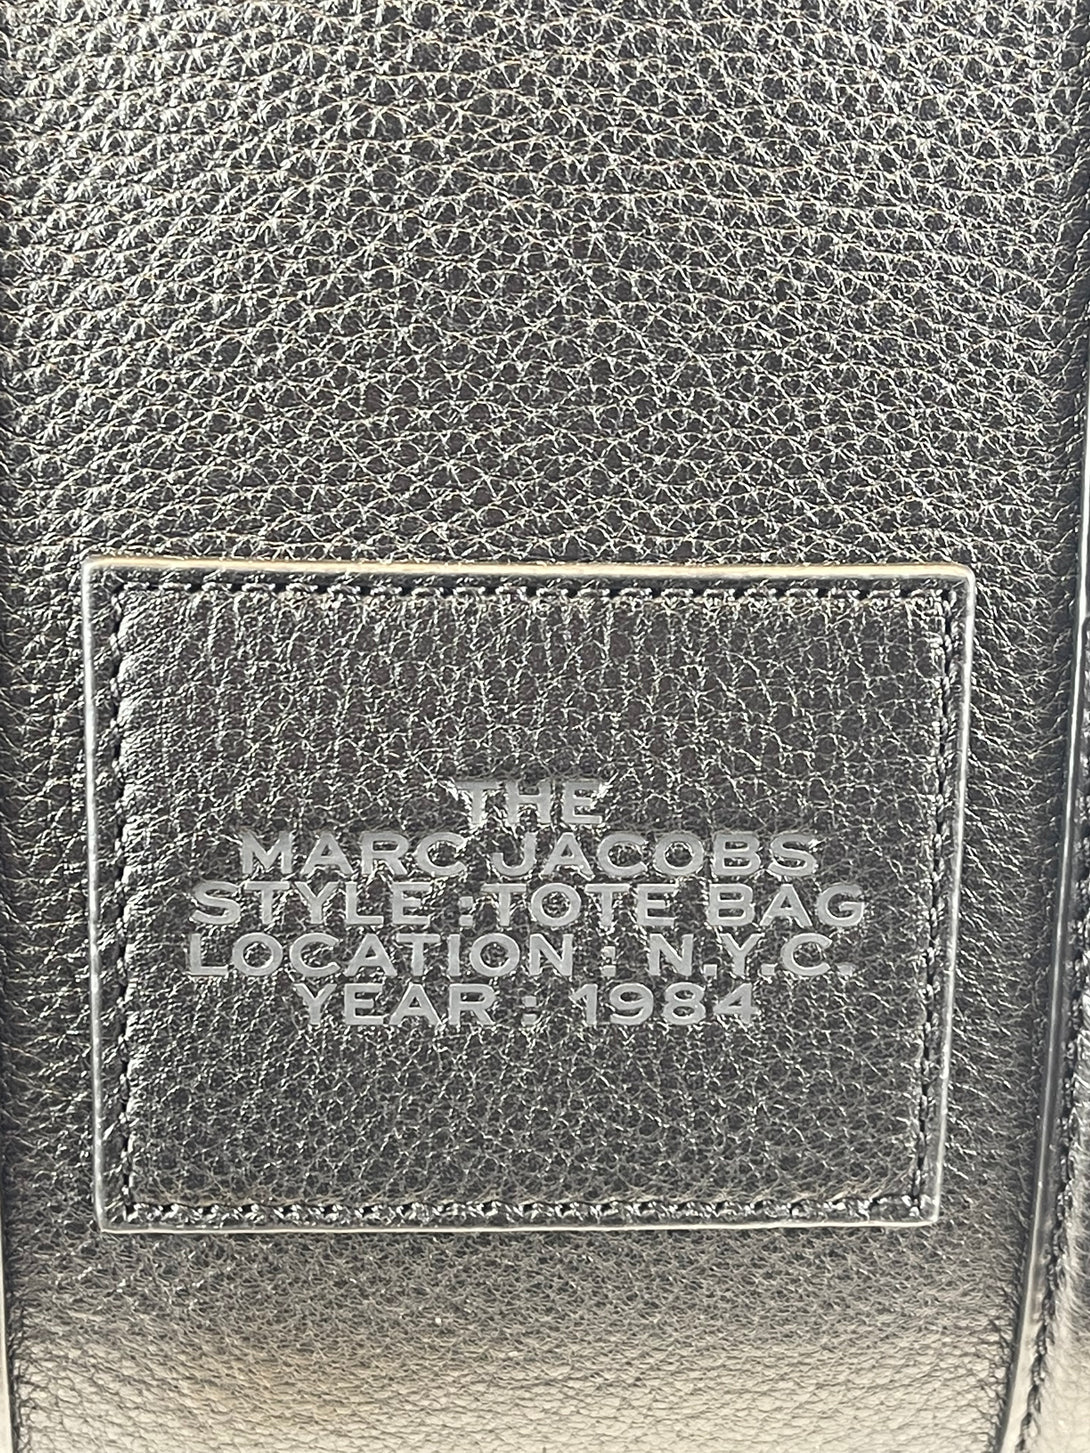 THE
MARC JACOBS
STYLE :TOTE BAG
LOCATION : N.Y.C.
YEAR : 1984